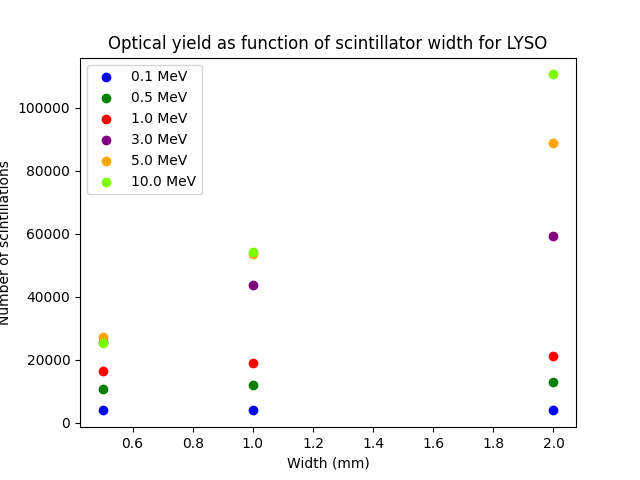 Optical yield as function of scintillator width for LYSO
0.1 MeV
0.5 MeV
1.0 MeV
3.0 MeV
5.0 MeV
10.0 MeV
100000
80000
60000
40000
20000
0
Number of scintillations
0.6 0.8 1.0 1.2 1.4 1.6 1.8 2.0
Width (mm)